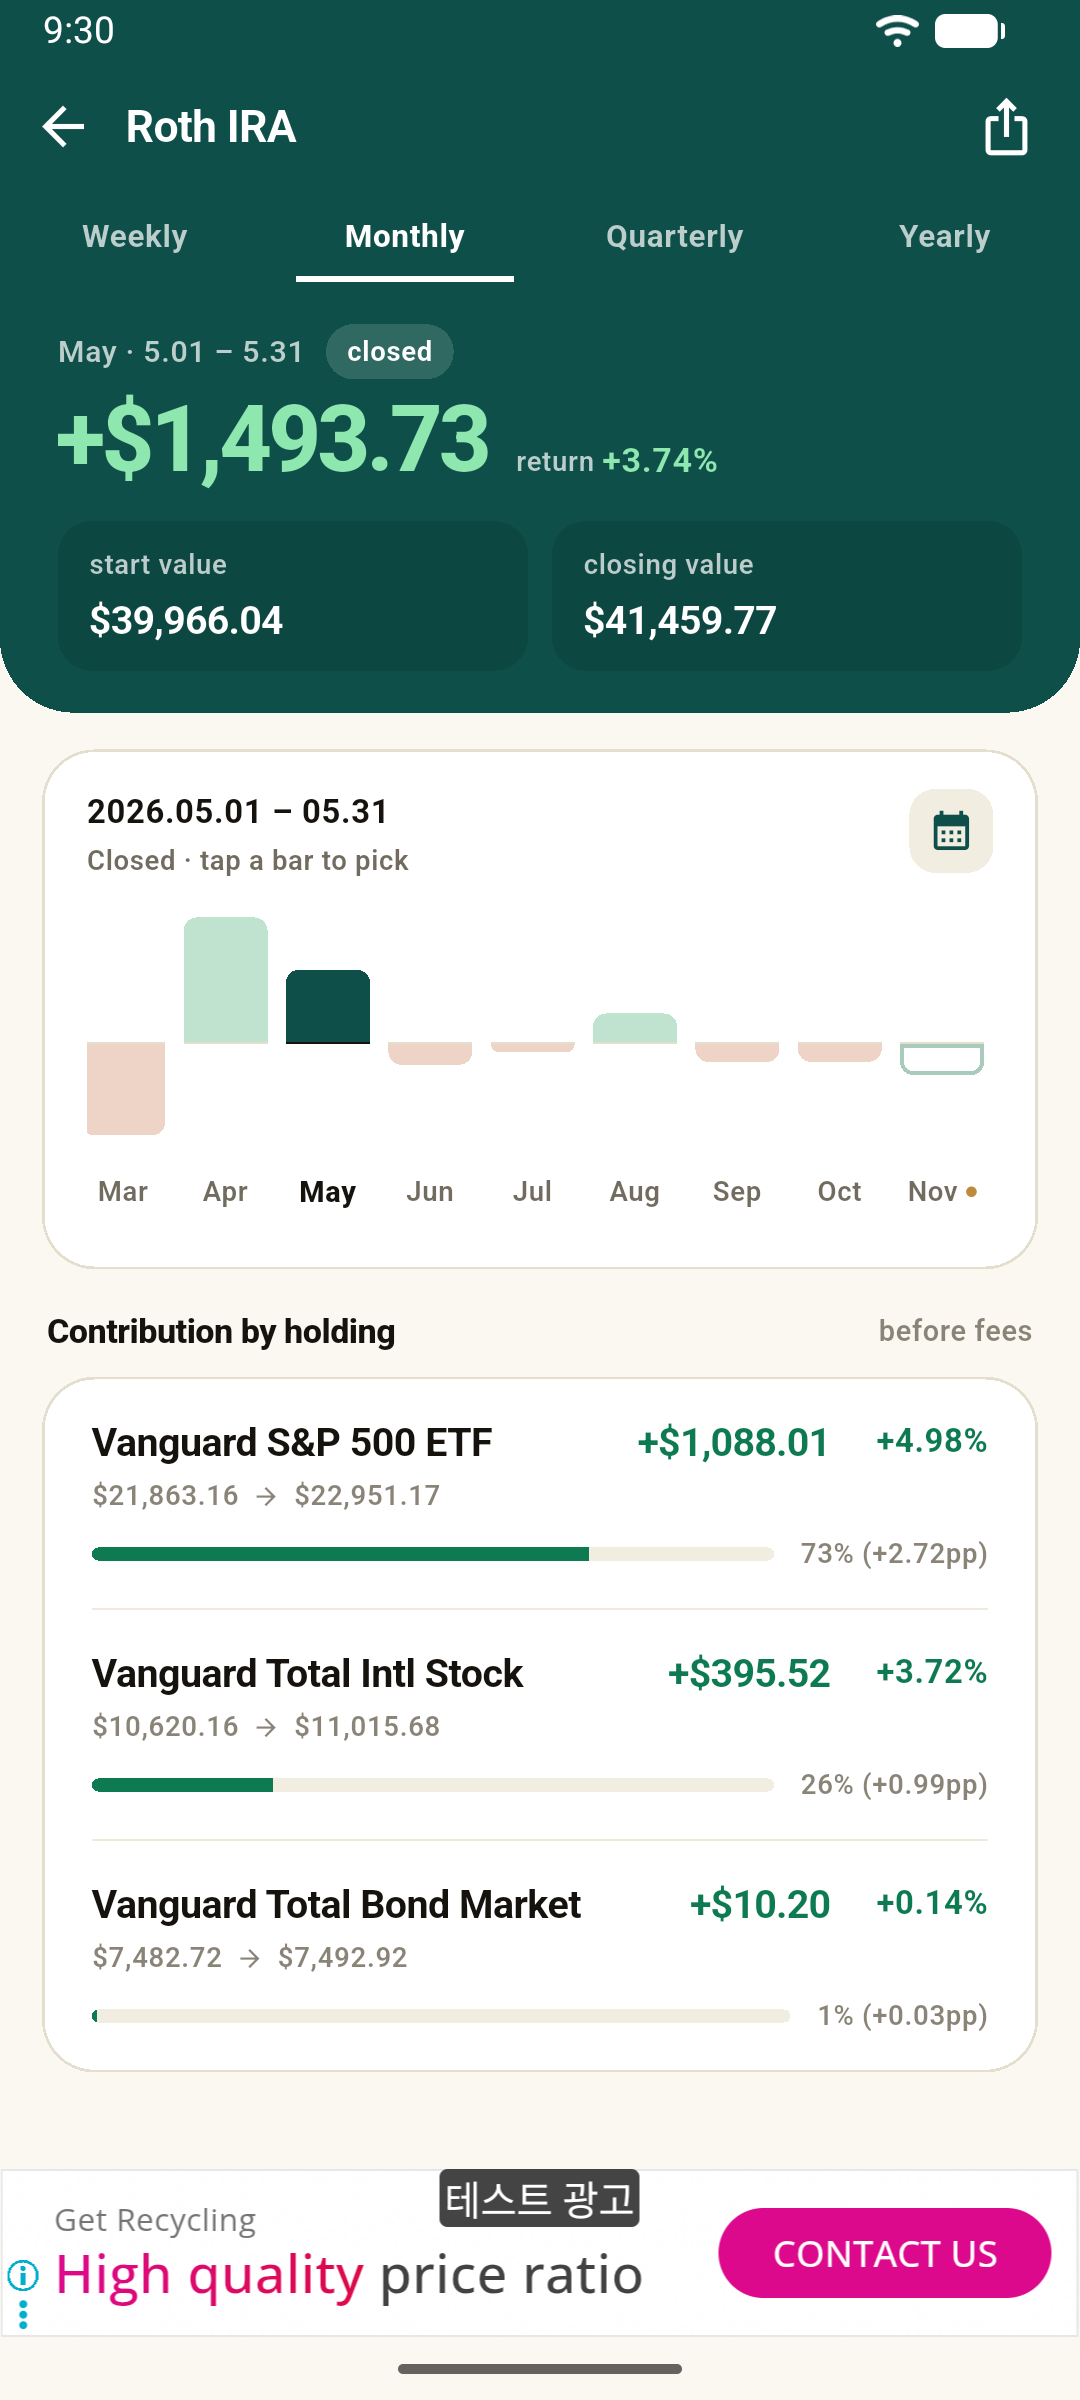 9:30
Roth IRA
Weekly Monthly Quarterly Yearly
May · 5.01 – 5.31 closed
+$1,493.73 return +3.74%
start value closing value
$39,966.04 $41,459.77
2026.05.01 – 05.31
Closed · tap a bar to pick
Mar Apr May Jun Jul Aug Sep Oct Nov
Contribution by holding before fees
Vanguard S&P 500 ETF +$1,088.01 +4.98%
$21,863.16 → $22,951.17
73% (+2.72pp)
Vanguard Total Intl Stock +$395.52 +3.72%
$10,620.16 → $11,015.68
26% (+0.99pp)
Vanguard Total Bond Market +$10.20 +0.14%
$7,482.72 → $7,492.92
1% (+0.03pp)
테스트 광고
Get Recycling
High quality price ratio
CONTACT US